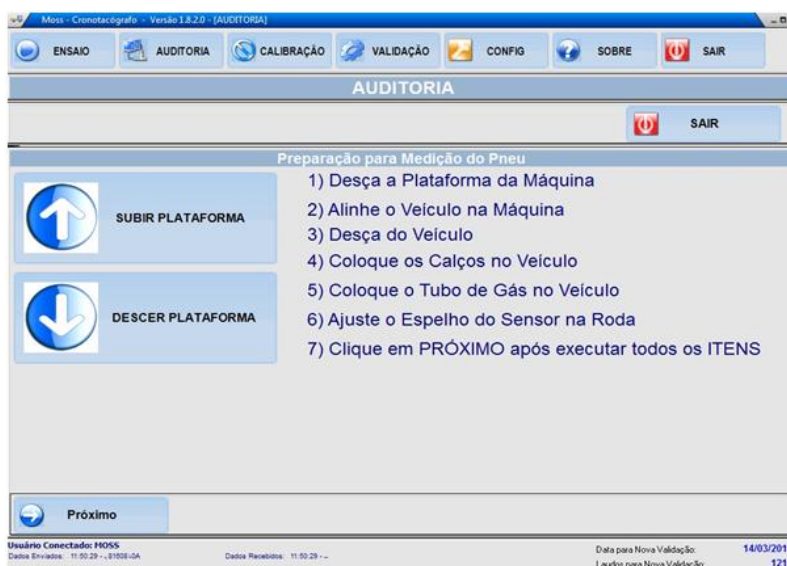 Moss - Cronotacógrafo - Versão 1.8.2.0 - [AUDITORIA]
ENSAIO AUDITORIA CALIBRAÇÃO VALIDAÇÃO CONFIG SOBRE SAIR
AUDITORIA
SAIR
Preparação para Medição do Pneu
SUBIR PLATAFORMA
DESCER PLATAFORMA
1) Desça a Plataforma da Máquina
2) Alinhe o Veículo na Máquina
3) Desça do Veículo
4) Coloque os Calços no Veículo
5) Coloque o Tubo de Gás no Veículo
6) Ajuste o Espelho do Sensor na Roda
7) Clique em PRÓXIMO após executar todos os ITENS
Próximo
Usuário Conectado: MOSS
Dados Enviados: 11:50:29 -
Dados Recebidos: 11:50:29 - 
Data para Nova Validação: 14/03/201
Laudos para Nova Validação: 121